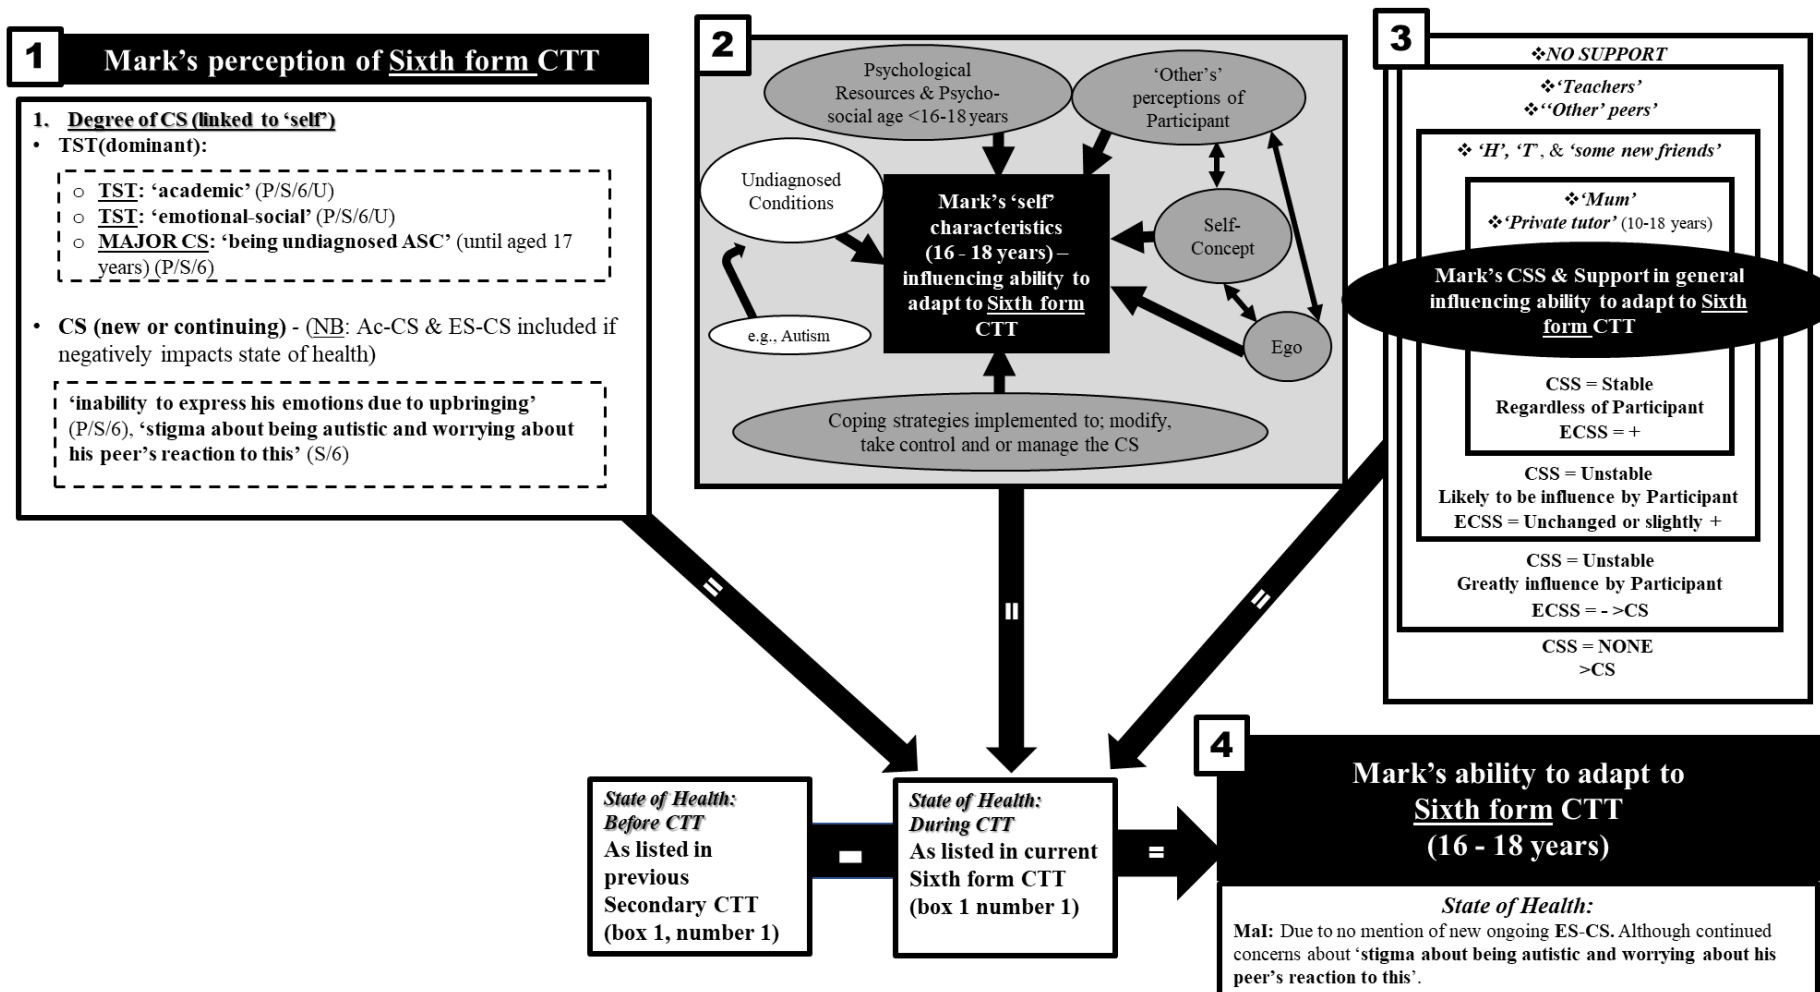 1
Mark’s perception of Sixth form CTT
1. Degree of CS (linked to ‘self’)
• TST(dominant):
o TST: ‘academic’ (P/S/6/U)
o TST: ‘emotional-social’ (P/S/6/U)
o MAJOR CS: ‘being undiagnosed ASC’ (until aged 17
years) (P/S/6)
• CS (new or continuing) - (NB: Ac-CS & ES-CS included if
negatively impacts state of health)
‘inability to express his emotions due to upbringing’
(P/S/6), ‘stigma about being autistic and worrying about
his peer’s reaction to this’ (S/6)
2
Psychological
Resources & Psycho-
social age <16-18 years
‘Other’s’
perceptions of
Participant
Undiagnosed
Conditions
e.g., Autism
Mark’s ‘self’
characteristics
(16 - 18 years) –
influencing ability to
adapt to Sixth form
CTT
Self-
Concept
Ego
Coping strategies implemented to; modify,
take control and or manage the CS
3
❖NO SUPPORT
❖‘Teachers’
❖‘‘Other’ peers’
❖ ‘H’, ‘T’, & ‘some new friends’
❖‘Mum’
❖‘Private tutor’ (10-18 years)
Mark’s CSS & Support in general
influencing ability to adapt to Sixth
form CTT
CSS = Stable
Regardless of Participant
ECSS = +
CSS = Unstable
Likely to be influence by Participant
ECSS = Unchanged or slightly +
CSS = Unstable
Greatly influence by Participant
ECSS = - >CS
CSS = NONE
>CS
=
=
=
State of Health:
Before CTT
As listed in
previous
Secondary CTT
(box 1, number 1)
-
State of Health:
During CTT
As listed in current
Sixth form CTT
(box 1 number 1)
=
4
Mark’s ability to adapt to
Sixth form CTT
(16 - 18 years)
State of Health:
MaI: Due to no mention of new ongoing ES-CS. Although continued
concerns about ‘stigma about being autistic and worrying about his
peer’s reaction to this’.